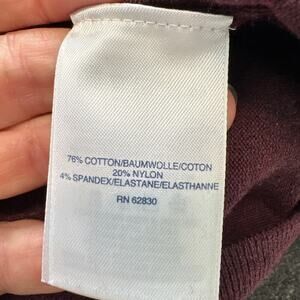 76% COTTON/BAUMWOLLE/COTON
20% NYLON
4% SPANDEX/ELASTANE/ELASTHANNE
RN 62830